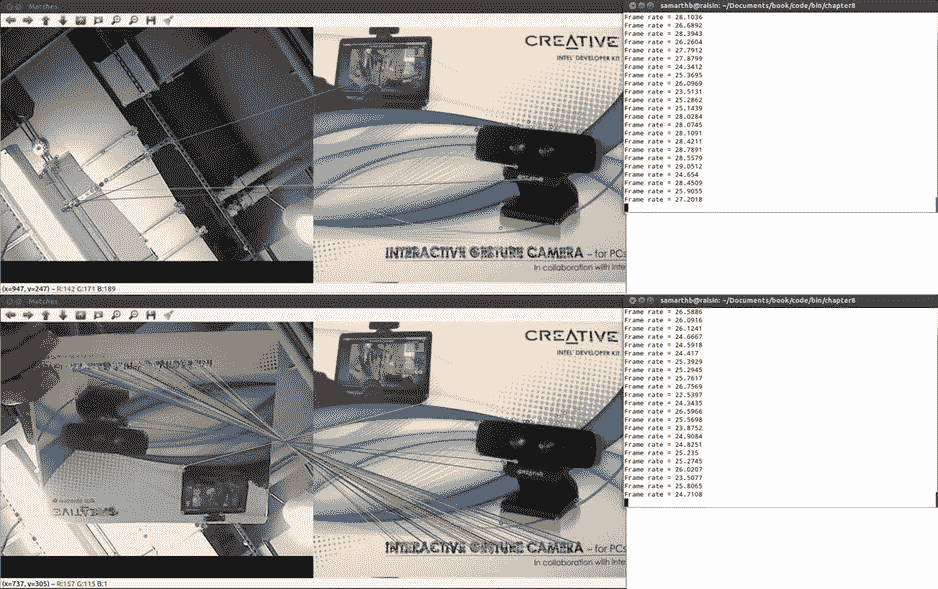 Matches
samarthb@raisin: ~/Documents/book/code/bin/chapter8
CREATIVE
INTEL DEVELOPER KIT
INTERACTIVE GESTURE CAMERA – for PCs
In collaboration with Inte
(x=947, y=247) ~ R:142 G:171 B:189
Frame rate = 28.1036
Frame rate = 26.6892
Frame rate = 28.3943
Frame rate = 26.2604
Frame rate = 27.7912
Frame rate = 27.8799
Frame rate = 24.3412
Frame rate = 25.3695
Frame rate = 26.0969
Frame rate = 23.5131
Frame rate = 25.2862
Frame rate = 25.1439
Frame rate = 28.0284
Frame rate = 28.0745
Frame rate = 28.1091
Frame rate = 28.4211
Frame rate = 28.7891
Frame rate = 28.5579
Frame rate = 29.0512
Frame rate = 24.654
Frame rate = 28.4509
Frame rate = 25.9055
Frame rate = 27.2018
Matches
samarthb@raisin: ~/Documents/book/code/bin/chapter8
CREATIVE
INTEL DEVELOPER KIT
INTERACTIVE GESTURE CAMERA – for PCs
In collaboration with Inte
(x=737, y=305) ~ R:157 G:115 B:1
Frame rate = 26.5886
Frame rate = 26.0916
Frame rate = 26.1241
Frame rate = 24.6667
Frame rate = 24.5918
Frame rate = 24.417
Frame rate = 25.3929
Frame rate = 25.2945
Frame rate = 25.7617
Frame rate = 26.7569
Frame rate = 22.5397
Frame rate = 24.3435
Frame rate = 26.5966
Frame rate = 25.5698
Frame rate = 23.8752
Frame rate = 24.9084
Frame rate = 24.8251
Frame rate = 25.235
Frame rate = 25.2745
Frame rate = 26.0207
Frame rate = 23.5077
Frame rate = 25.8065
Frame rate = 24.7108